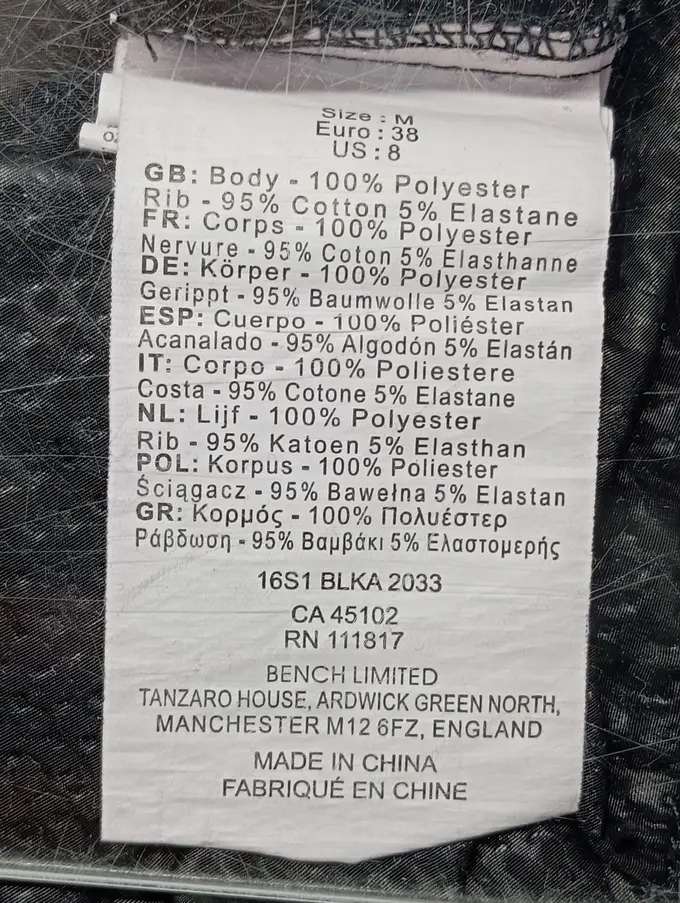 Size : M
Euro : 38
US : 8
GB: Body - 100% Polyester
Rib - 95% Cotton 5% Elastane
FR: Corps - 100% Polyester
Nervure - 95% Coton 5% Elasthanne
DE: Körper - 100% Polyester
Gerippt - 95% Baumwolle 5% Elastan
ESP: Cuerpo - 100% Poliéster
Acanalado - 95% Algodón 5% Elastán
IT: Corpo - 100% Poliestere
Costa - 95% Cotone 5% Elastane
NL: Lijf - 100% Polyester
Rib - 95% Katoen 5% Elasthan
POL: Korpus - 100% Poliester
Ściągacz - 95% Bawełna 5% Elastan
GR: Κορμός - 100% Πολυέστερ
Ράβδωση - 95% Βαμβάκι 5% Ελαστομερής
16S1 BLKA 2033
CA 45102
RN 111817
BENCH LIMITED
TANZARO HOUSE, ARDWICK GREEN NORTH,
MANCHESTER M12 6FZ, ENGLAND
MADE IN CHINA
FABRIQUÉ EN CHINE